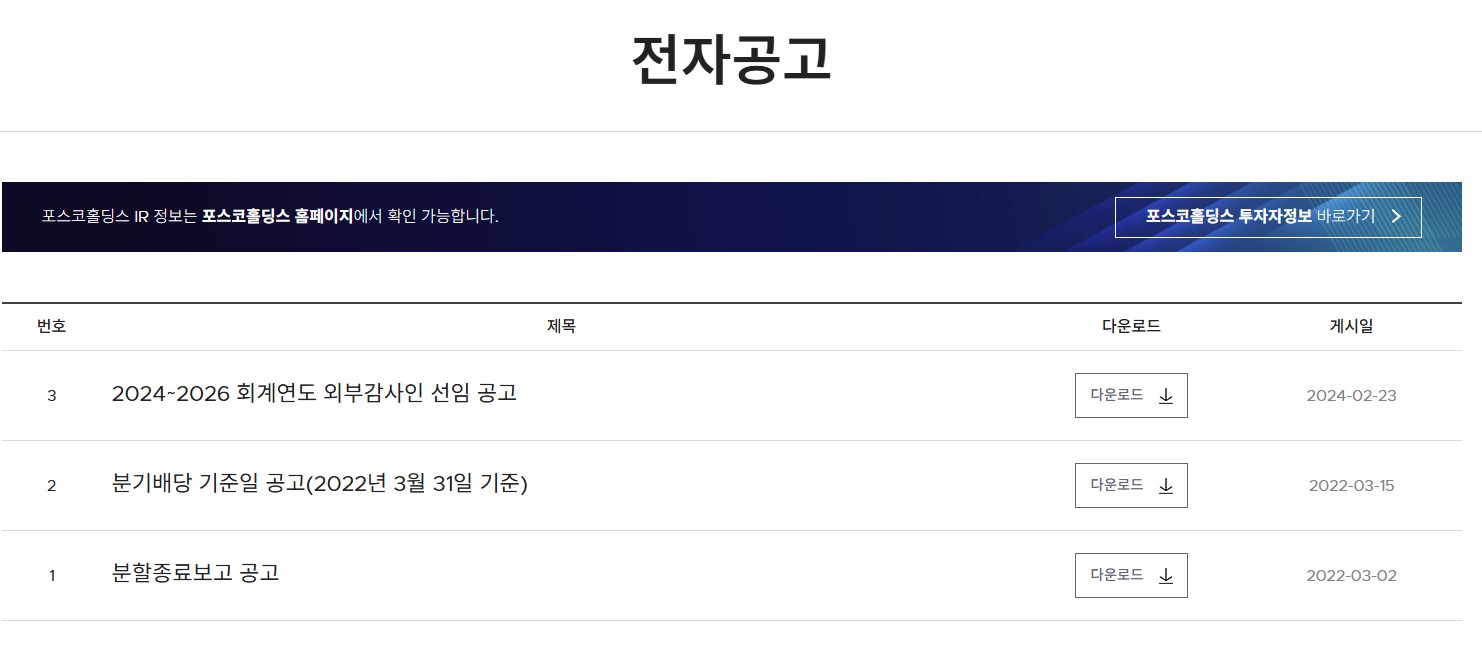 전자공고
포스코홀딩스 IR 정보는 포스코홀딩스 홈페이지에서 확인 가능합니다. 포스코홀딩스 투자자정보 바로가기
번호 제목 다운로드 게시일
3 2024~2026 회계연도 외부감사인 선임 공고 다운로드 2024-02-23
2 분기배당 기준일 공고(2022년 3월 31일 기준) 다운로드 2022-03-15
1 분할종료보고 공고 다운로드 2022-03-02